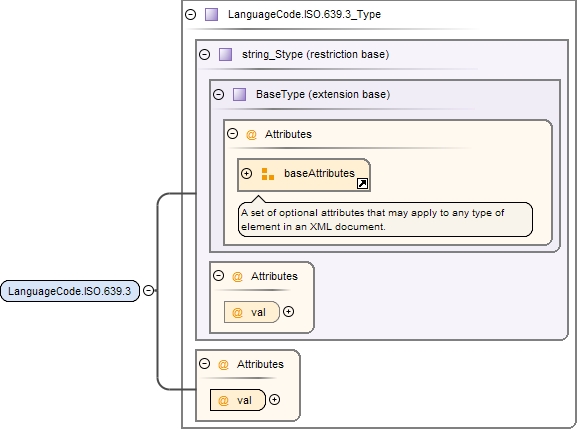 LanguageCode.ISO.639.3_Type
string_Stype (restriction base)
BaseType (extension base)
@ Attributes
baseAttributes
A set of optional attributes that may apply to any type of
element in an XML document.
LanguageCode.ISO.639.3
@ Attributes
@ val
@ Attributes
@ val